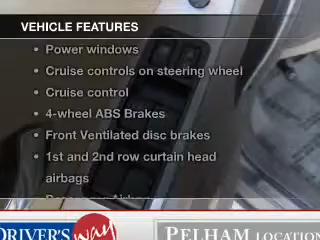 VEHICLE FEATURES
• Power windows
• Cruise controls on steering wheel
• Cruise control
• 4-wheel ABS Brakes
• Front Ventilated disc brakes
• 1st and 2nd row curtain head
airbags
DRIVER'S way PELHAM LOCATION